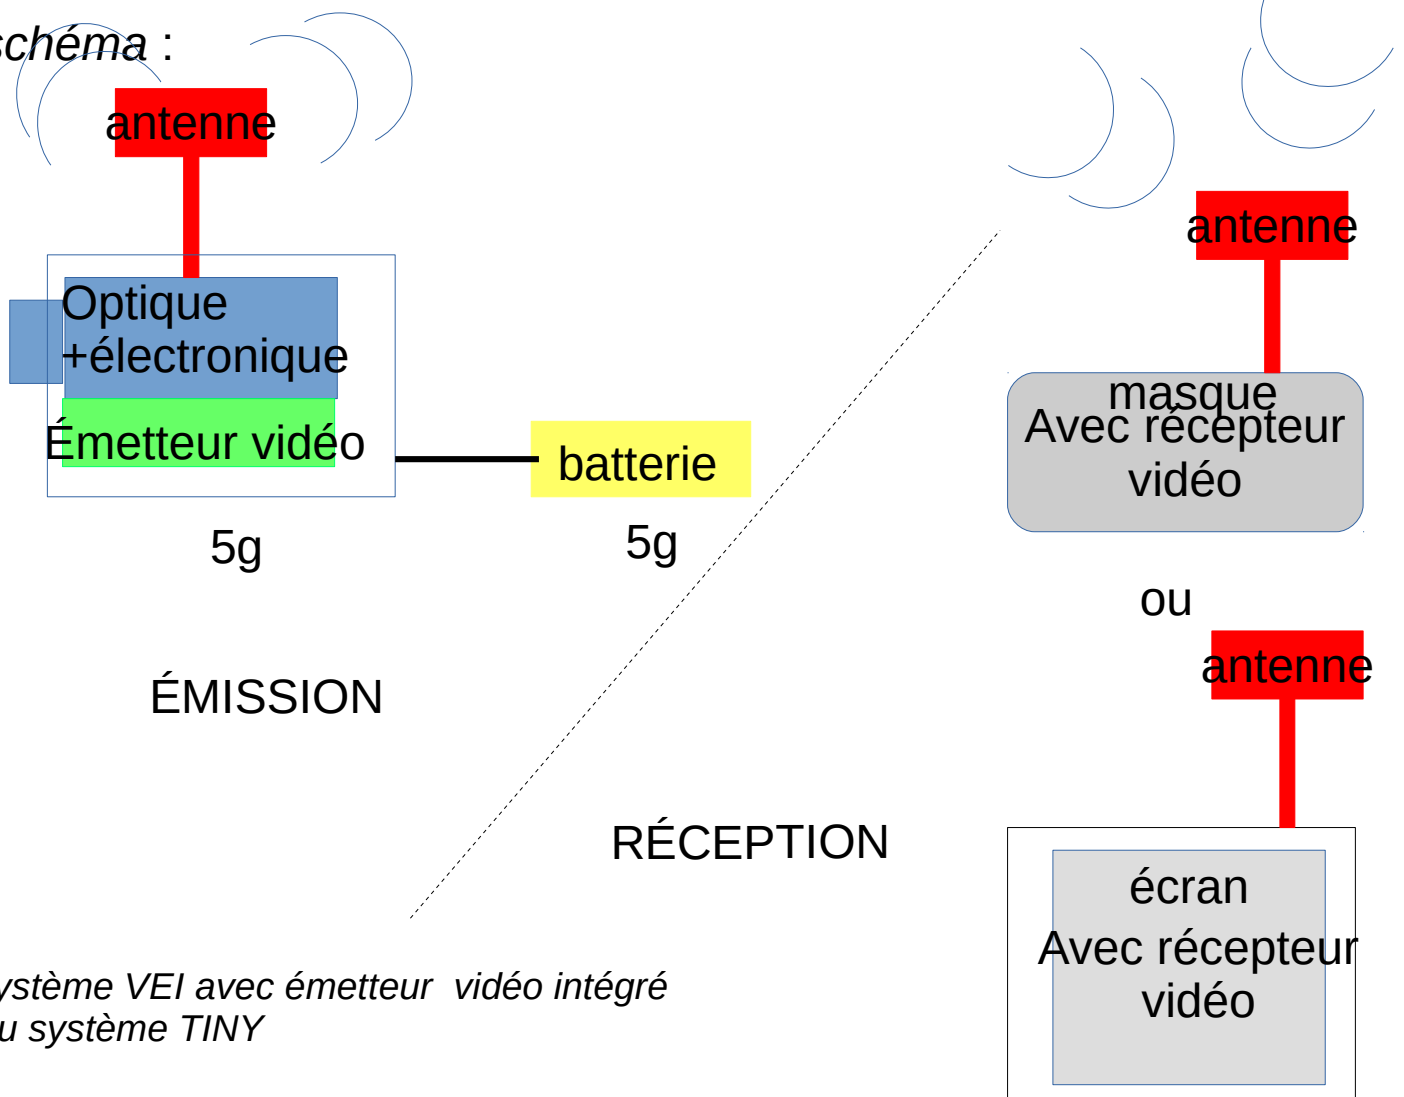 schéma :
antenne
Optique
+électronique
Émetteur vidéo
batterie
5g
5g
ÉMISSION
antenne
masque
Avec récepteur
vidéo
ou
antenne
RÉCEPTION
écran
Avec récepteur
vidéo
ystème VEI avec émetteur vidéo intégré
u système TINY